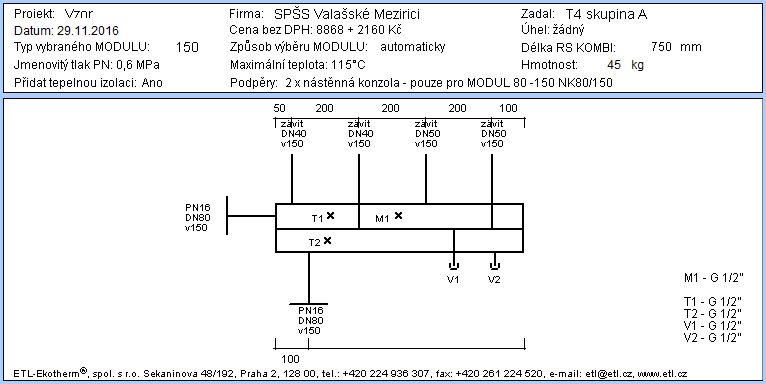 Projekt: Vznr Firma: SPŠS Valašské Mezirici Zadal: T4 skupina A
Datum: 29.11.2016 Cena bez DPH: 8868 + 2160 Kč Úhel: žádný
Typ vybraného MODULU: 150 Způsob výběru MODULU: automaticky Délka RS KOMBI: 750 mm
Jmenovitý tlak PN: 0,6 MPa Maximální teplota: 115°C Hmotnost: 45 kg
Přidat tepelnou izolaci: Ano Podpěry: 2 x nástěnná konzola - pouze pro MODUL 80 -150 NK80/150
50 200 200 200 100
závit závit závit závit
DN40 DN40 DN50 DN50
v150 v150 v150 v150
PN16
DN80
v150
T1 M1
T2
V1 V2
PN16
DN80
v150
100
M1 - G 1/2"
T1 - G 1/2"
T2 - G 1/2"
V1 - G 1/2"
V2 - G 1/2"
ETL-Ekotherm®, spol. s r.o. Sekaninova 48/192, Praha 2, 128 00, tel.: +420 224 936 307, fax: +420 261 224 520, e-mail: etl@etl.cz, www.etl.cz